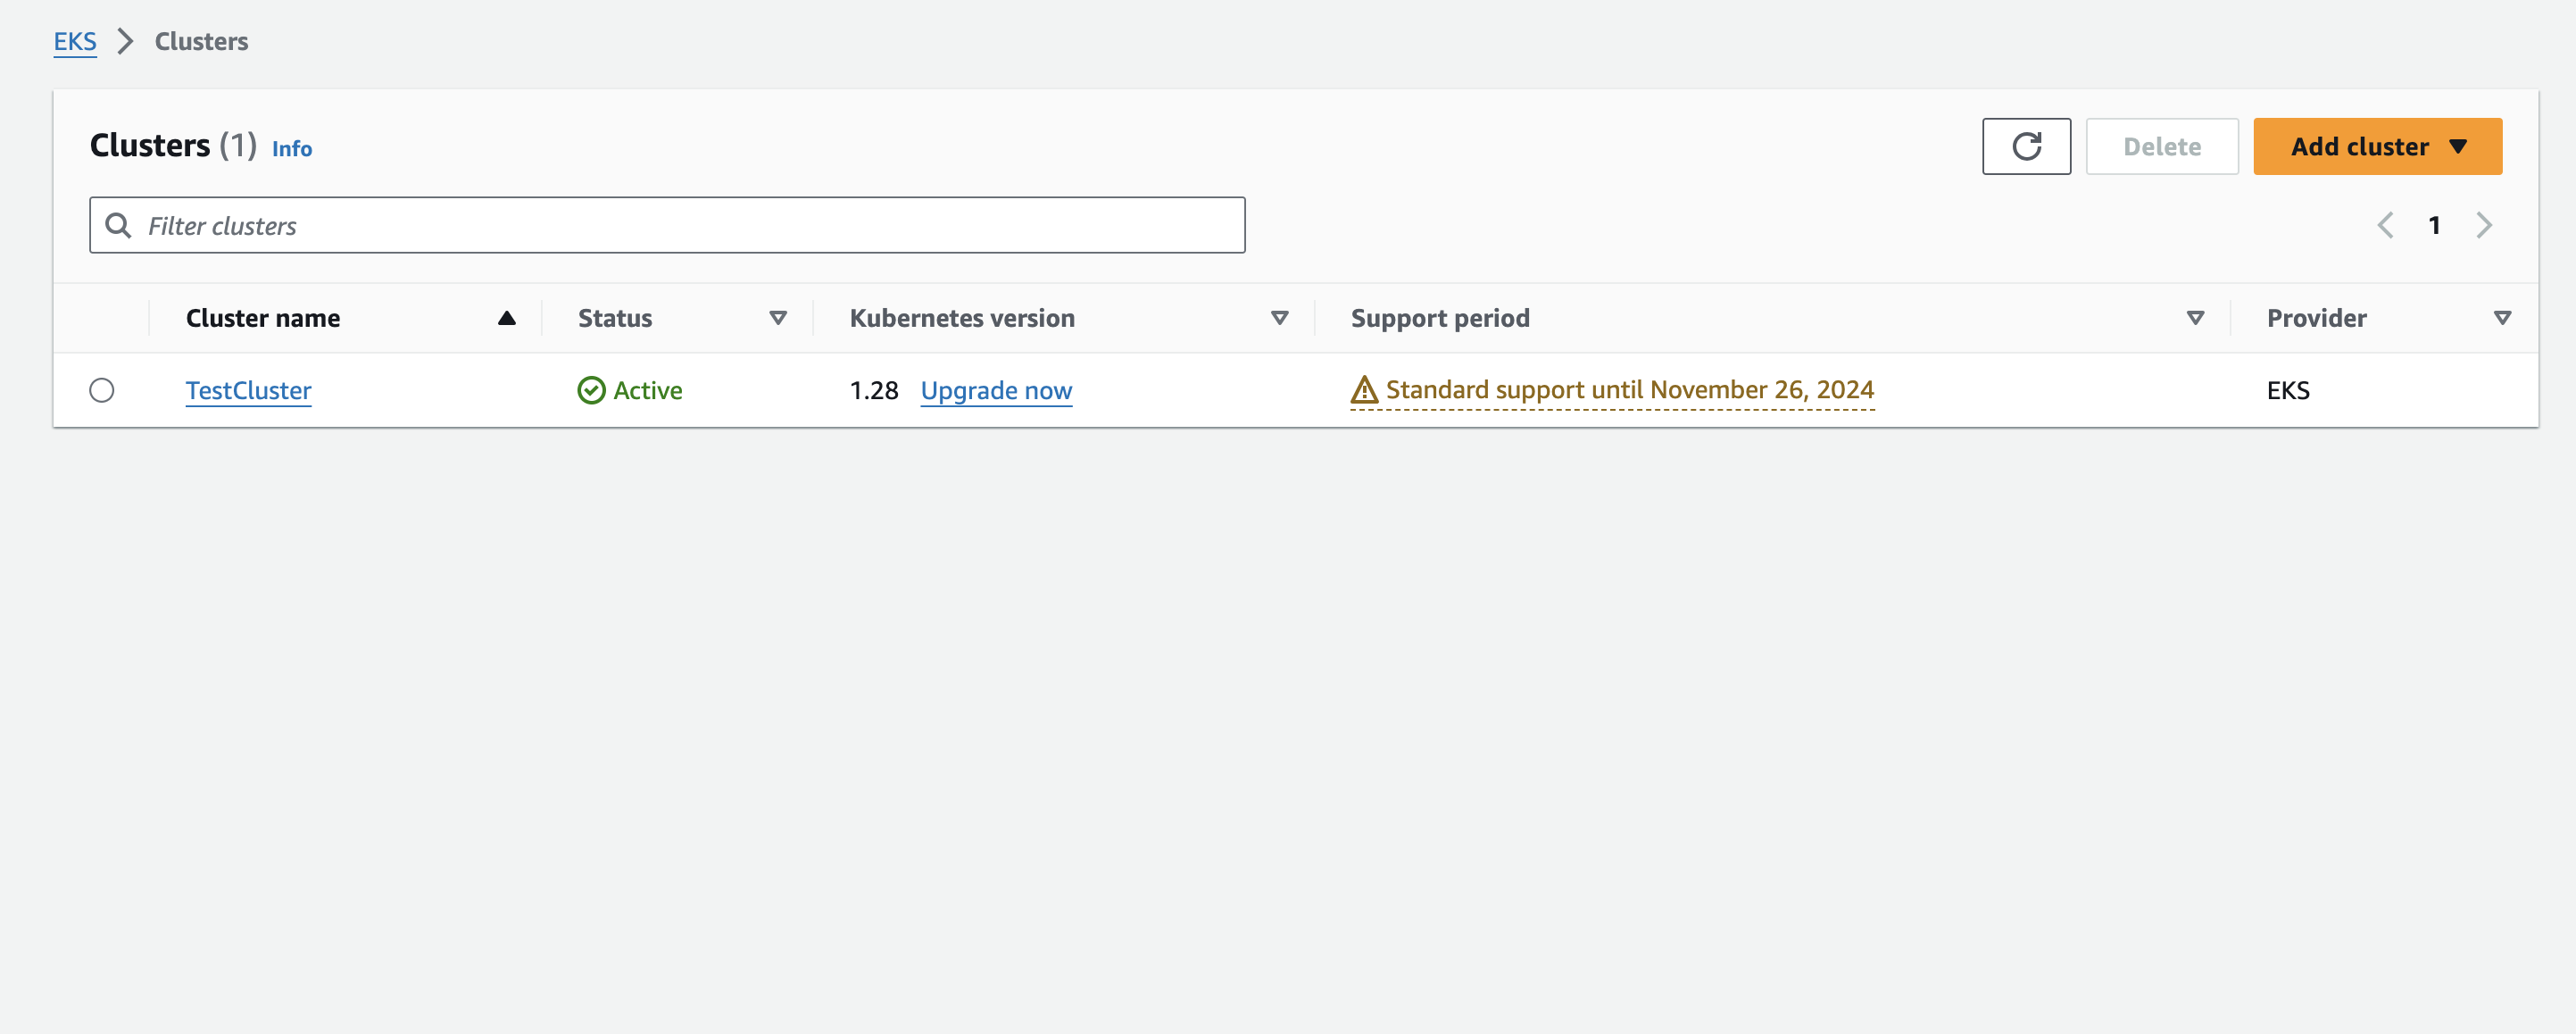 EKS > Clusters
Clusters (1) Info
Delete
Add cluster
Filter clusters
1
Cluster name Status Kubernetes version Support period Provider
TestCluster Active 1.28 Upgrade now Standard support until November 26, 2024 EKS